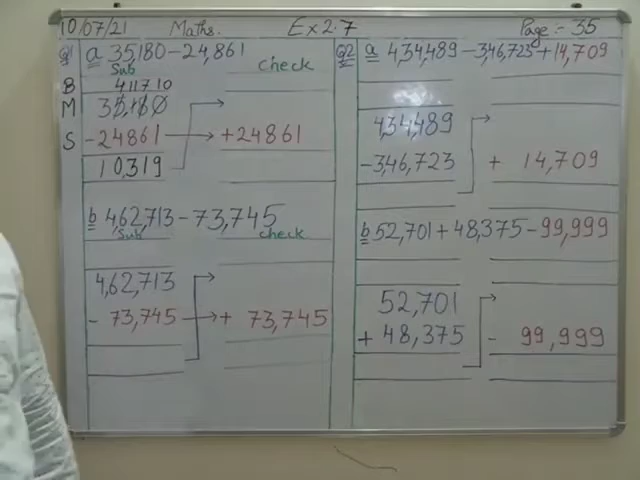 10/07/21 Maths. Ex 2.7 Page :- 35
Q1 a 35,180 - 24,861
Sub Check
B 4 11 7 10
M 35,180
S - 24861 → + 24861
10,319
b 4,62,713 - 73,745
Sub Check
4,62,713
- 73,745 → + 73,745
Q2 a 4,34,489 - 3,46,723 + 14,709
4,34,489
- 3,46,723 + 14,709
b 52,701 + 48,375 - 99,999
52,701
+ 48,375 - 99,999